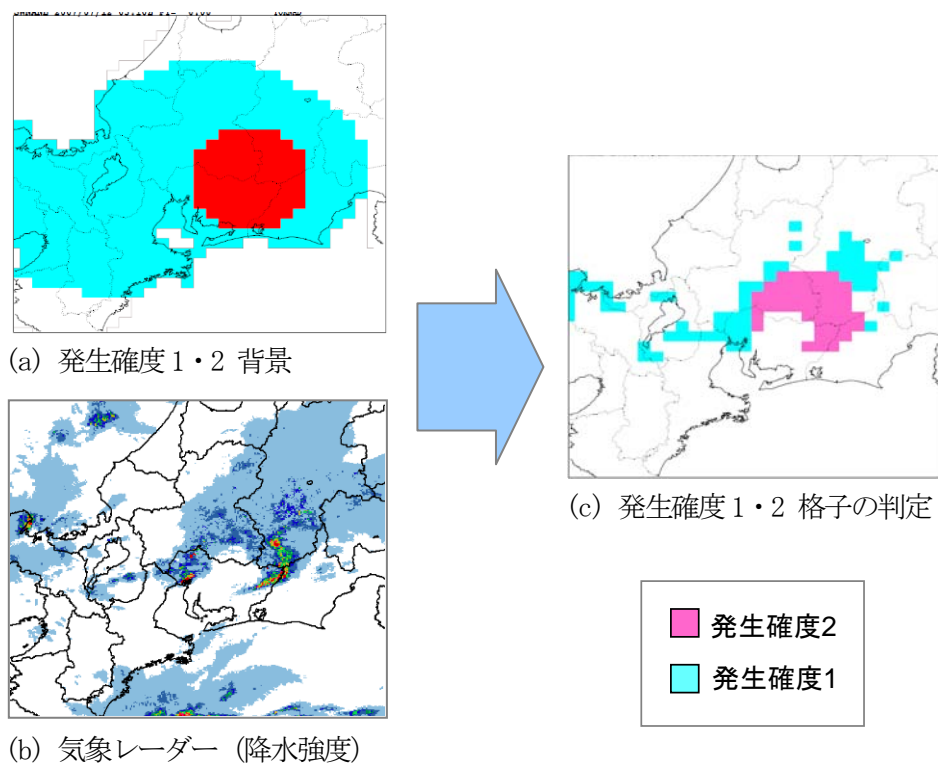 (a) 発生確度1・2 背景
(b) 気象レーダー (降水強度)
(c) 発生確度1・2 格子の判定
発生確度2
発生確度1